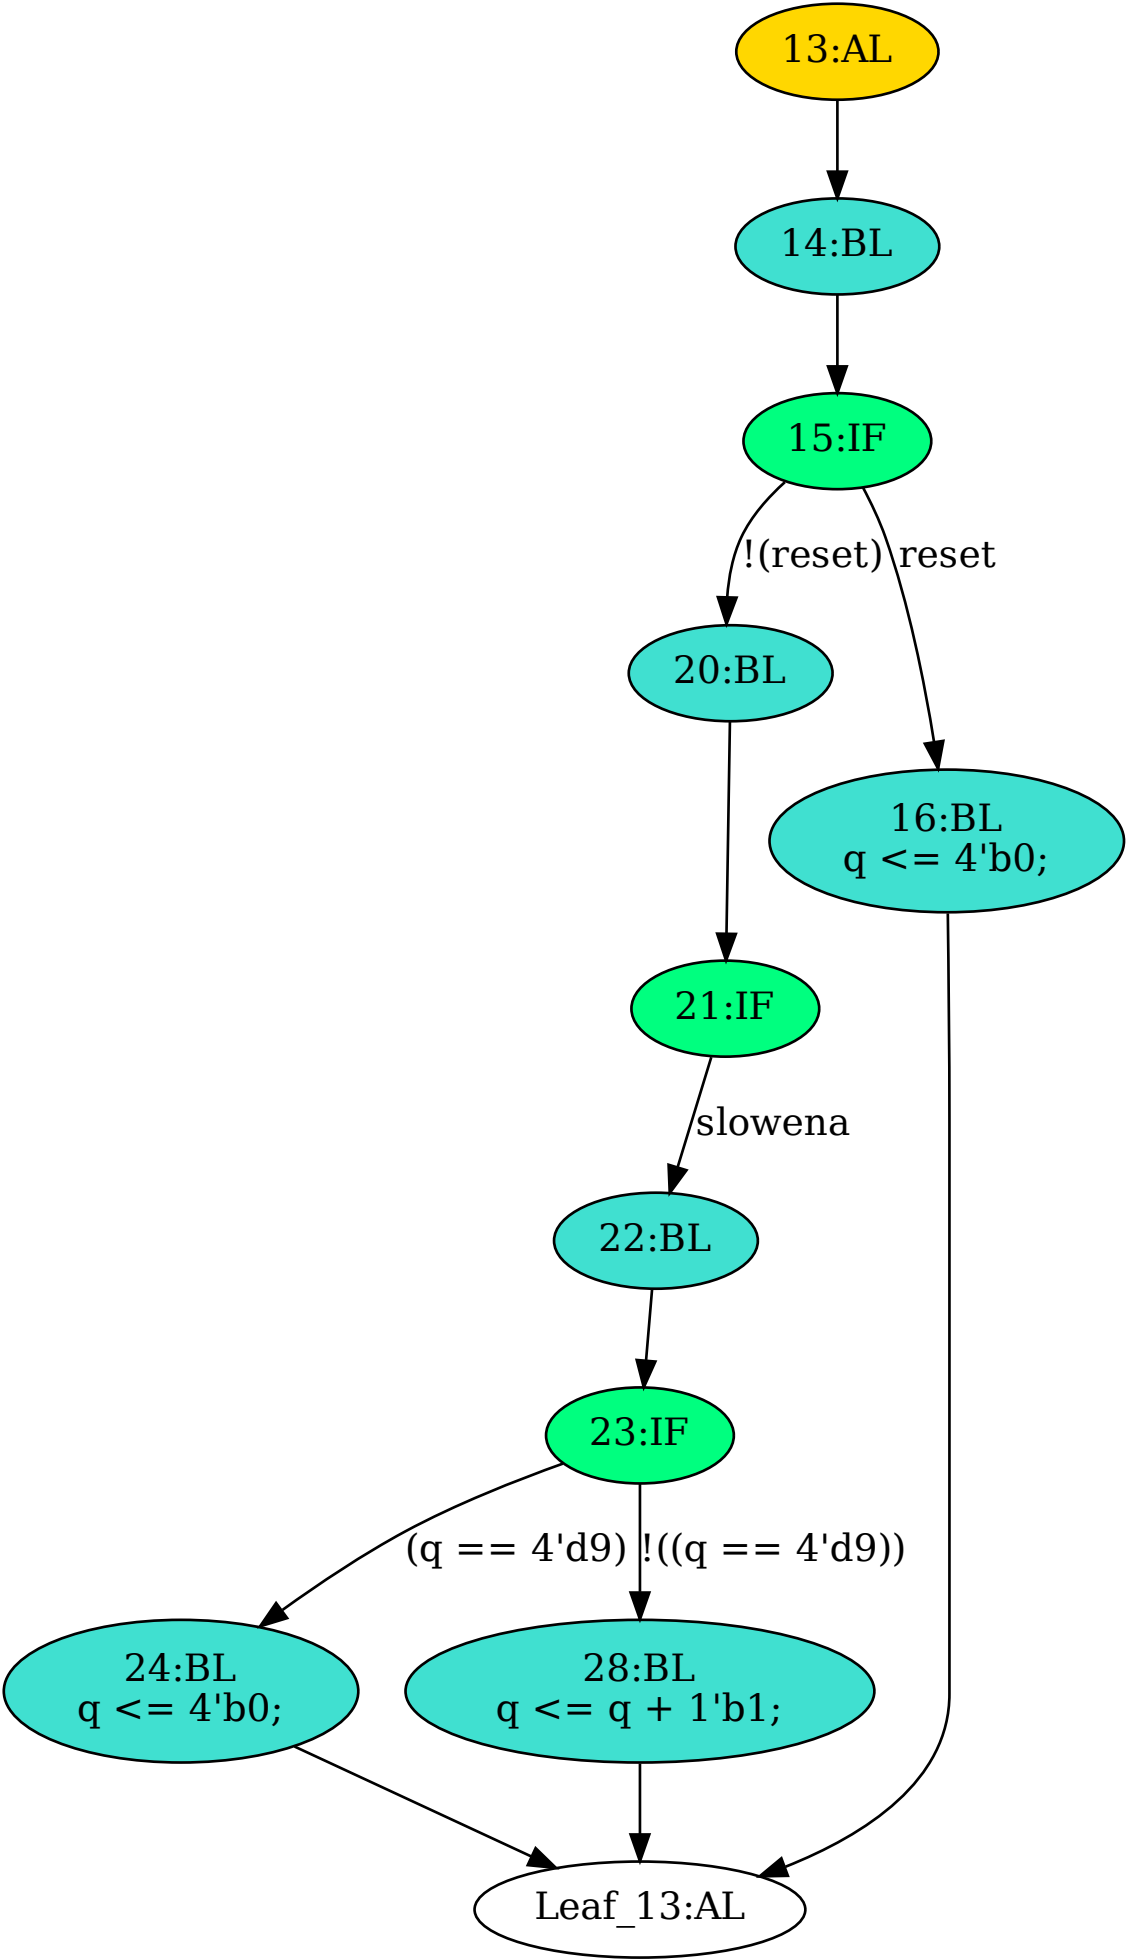 13:AL
14:BL
15:IF
!(reset)
reset
20:BL
16:BL
q <= 4'b0;
21:IF
slowena
22:BL
23:IF
(q == 4'd9)
!((q == 4'd9))
24:BL
q <= 4'b0;
28:BL
q <= q + 1'b1;
Leaf_13:AL